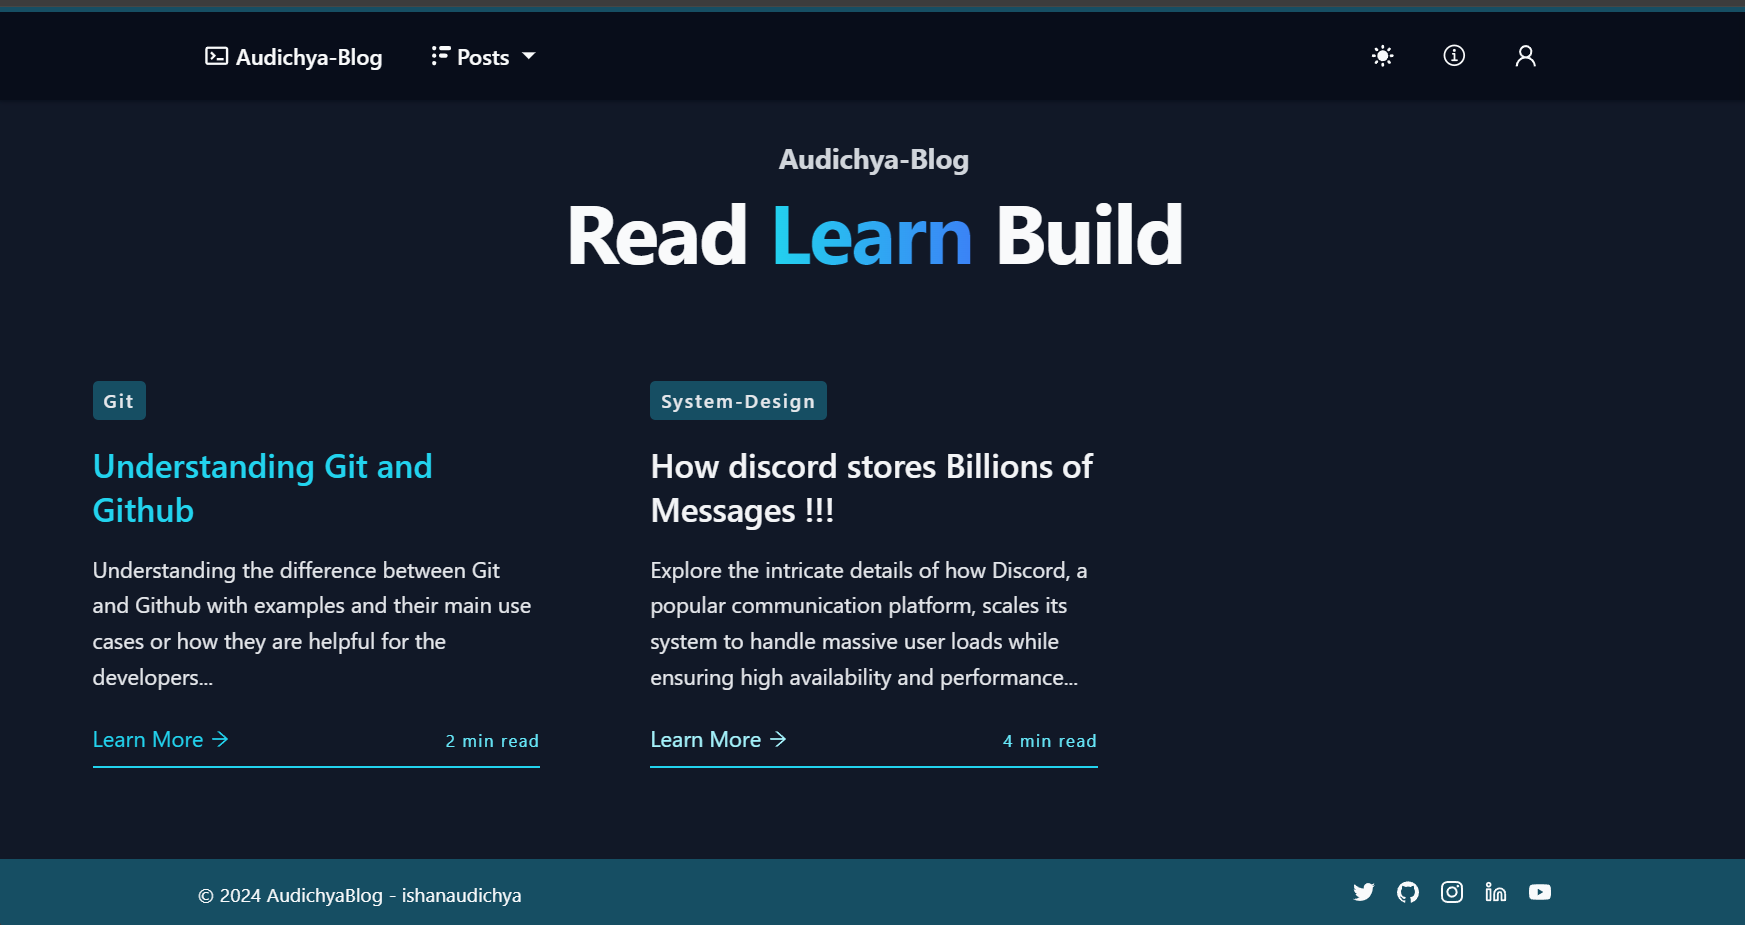 Audichya-Blog Posts
Audichya-Blog
Read Learn Build
Git
Understanding Git and
Github
Understanding the difference between Git
and Github with examples and their main use
cases or how they are helpful for the
developers...
Learn More → 2 min read
System-Design
How discord stores Billions of
Messages !!!
Explore the intricate details of how Discord, a
popular communication platform, scales its
system to handle massive user loads while
ensuring high availability and performance...
Learn More → 4 min read
© 2024 AudichyaBlog - ishanaudichya